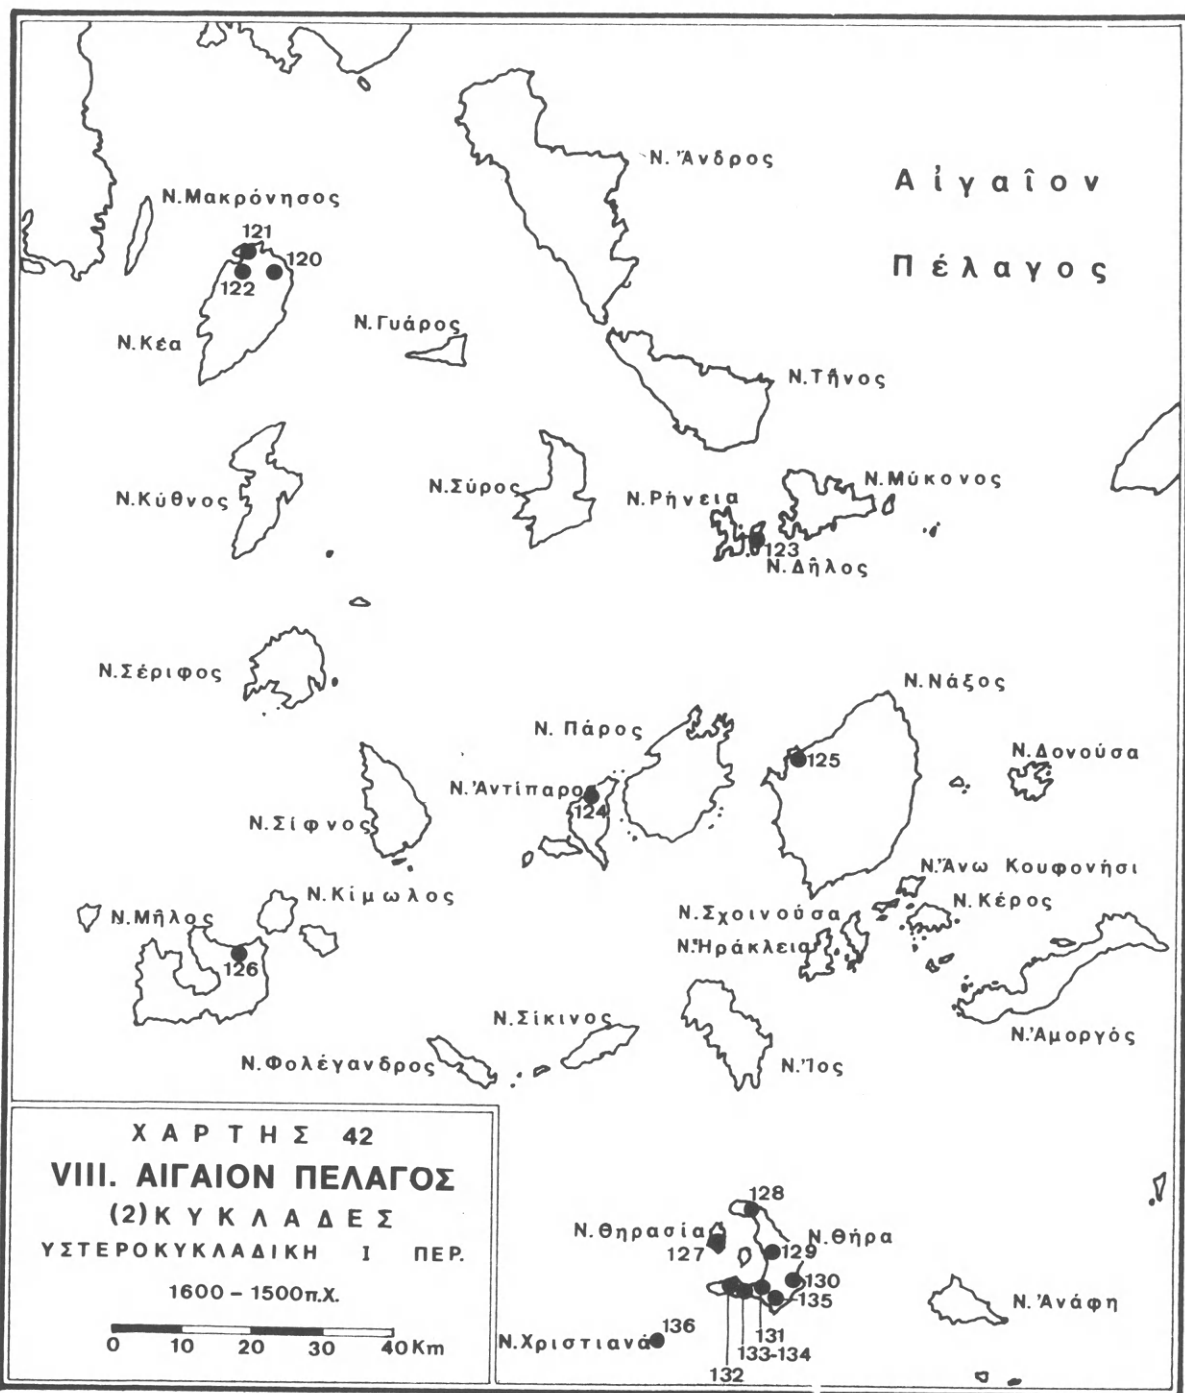 Ν. Ἄνδρος
Αἰγαῖον
Πέλαγος
Ν.Μακρόνησος
121
120
122
Ν.Κέα
Ν.Γυάρος
Ν.Τῆνος
Ν.Κύθνος
Ν.Σύρος
Ν.Ρήνεια
Ν.Μύκονος
123
Ν.Δῆλος
Ν.Σέριφος
Ν.Νάξος
Ν. Πάρος
125
Ν.Δονούσα
Ν.Ἀντίπαρος
124
Ν.Σίφνος
Ν.Ἄνω Κουφονήσι
Ν.Κίμωλος
Ν.Μῆλος
Ν.Σχοινούσα
Ν.Κέρος
Ν.Ἡράκλεια
126
Ν.Σίκινος
Ν.Ἀμοργός
Ν.Φολέγανδρος
Ν.Ἴος
ΧΑΡΤΗΣ 42
VIII. ΑΙΓΑΙΟΝ ΠΕΛΑΓΟΣ
(2) ΚΥΚΛΑΔΕΣ
ΥΣΤΕΡΟΚΥΚΛΑΔΙΚΗ Ι ΠΕΡ.
1600 – 1500π.Χ.
0 10 20 30 40 Km
128
Ν.Θηρασία
Ν.Θήρα
127
129
130
135
Ν. Ἀνάφη
131
136
Ν.Χριστιανά
133-134
132